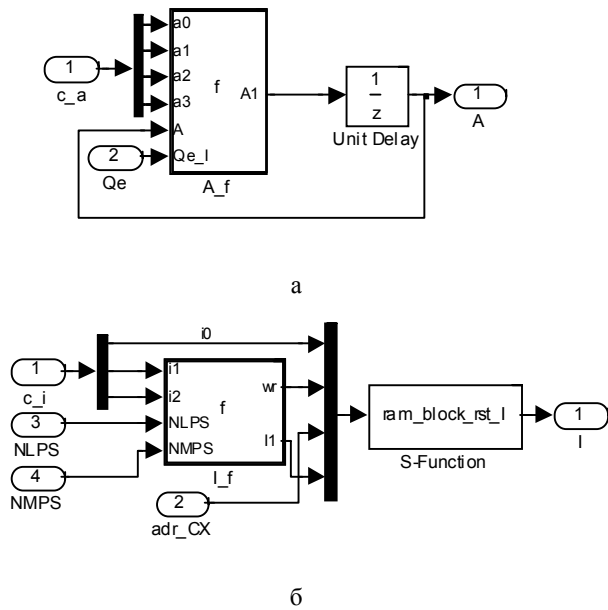 1
c_a
2
Qe
a0
a1
a2
a3
A
Qe_I
f
A1
A_f
1
z
Unit Delay
1
A
а
1
c_i
3
NLPS
4
NMPS
i0
i1
i2
NLPS
NMPS
f
wr
I1
I_f
2
adr_CX
ram_block_rst_I
S-Function
1
I
б